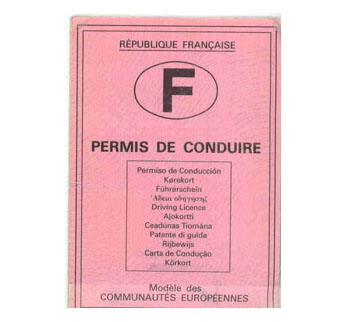 RÉPUBLIQUE FRANÇAISE
F
PERMIS DE CONDUIRE
Permiso de Conducción
Kørekort
Führerschein
Άδεια οδήγησης
Driving Licence
Ajokortti
Ceadúnas Tiomána
Patente di guida
Rijbewijs
Carta de Condução
Körkort
Modèle des
COMMUNAUTÉS EUROPÉENNES